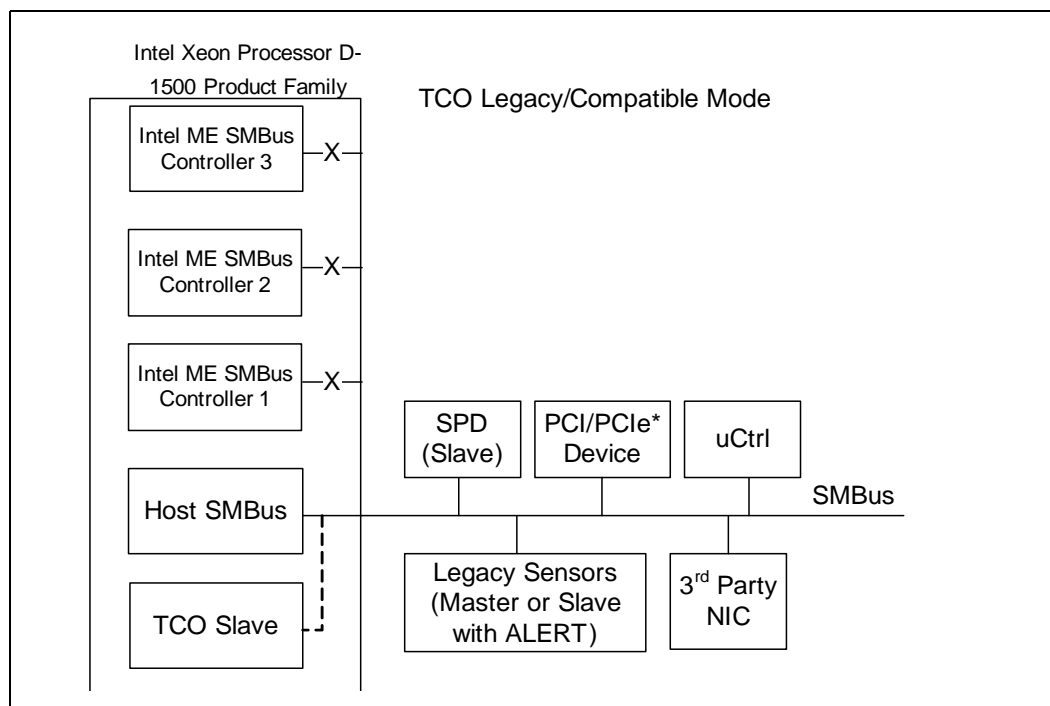 Intel Xeon Processor D-
1500 Product Family
TCO Legacy/Compatible Mode
Intel ME SMBus
Controller 3
X
Intel ME SMBus
Controller 2
X
Intel ME SMBus
Controller 1
X
SPD
(Slave)
PCI/PCIe*
Device
uCtrl
Host SMBus
SMBus
Legacy Sensors
(Master or Slave
with ALERT)
3rd Party
NIC
TCO Slave